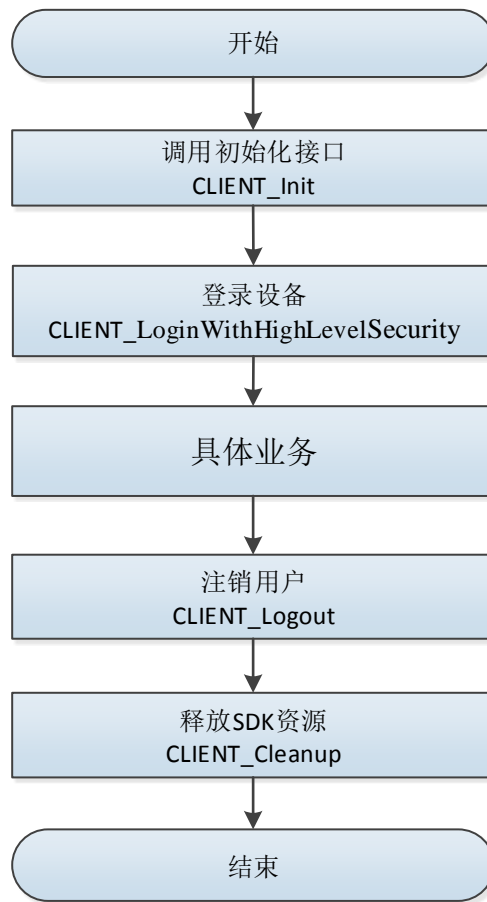 开始
调用初始化接口
CLIENT_Init
登录设备
CLIENT_LoginWithHighLevelSecurity
具体业务
注销用户
CLIENT_Logout
释放SDK资源
CLIENT_Cleanup
结束